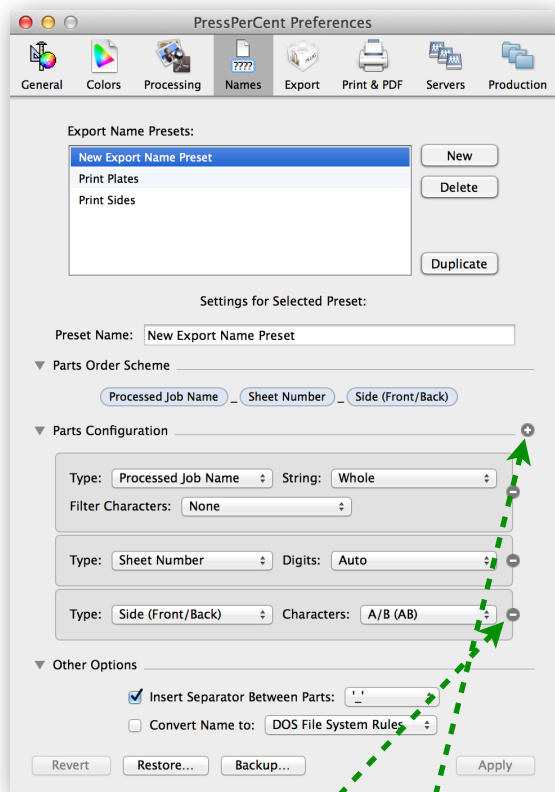 PressPerCent Preferences
General Colors Processing Names Export Print & PDF Servers Production
Export Name Presets:
New Export Name Preset New
Print Plates Delete
Print Sides
Duplicate
Settings for Selected Preset:
Preset Name: New Export Name Preset
Parts Order Scheme
Processed Job Name _ Sheet Number _ Side (Front/Back)
Parts Configuration
Type: Processed Job Name String: Whole
Filter Characters: None
Type: Sheet Number Digits: Auto
Type: Side (Front/Back) Characters: A/B (AB)
Other Options
Insert Separator Between Parts: '_'
Convert Name to: DOS File System Rules
Revert Restore... Backup... Apply